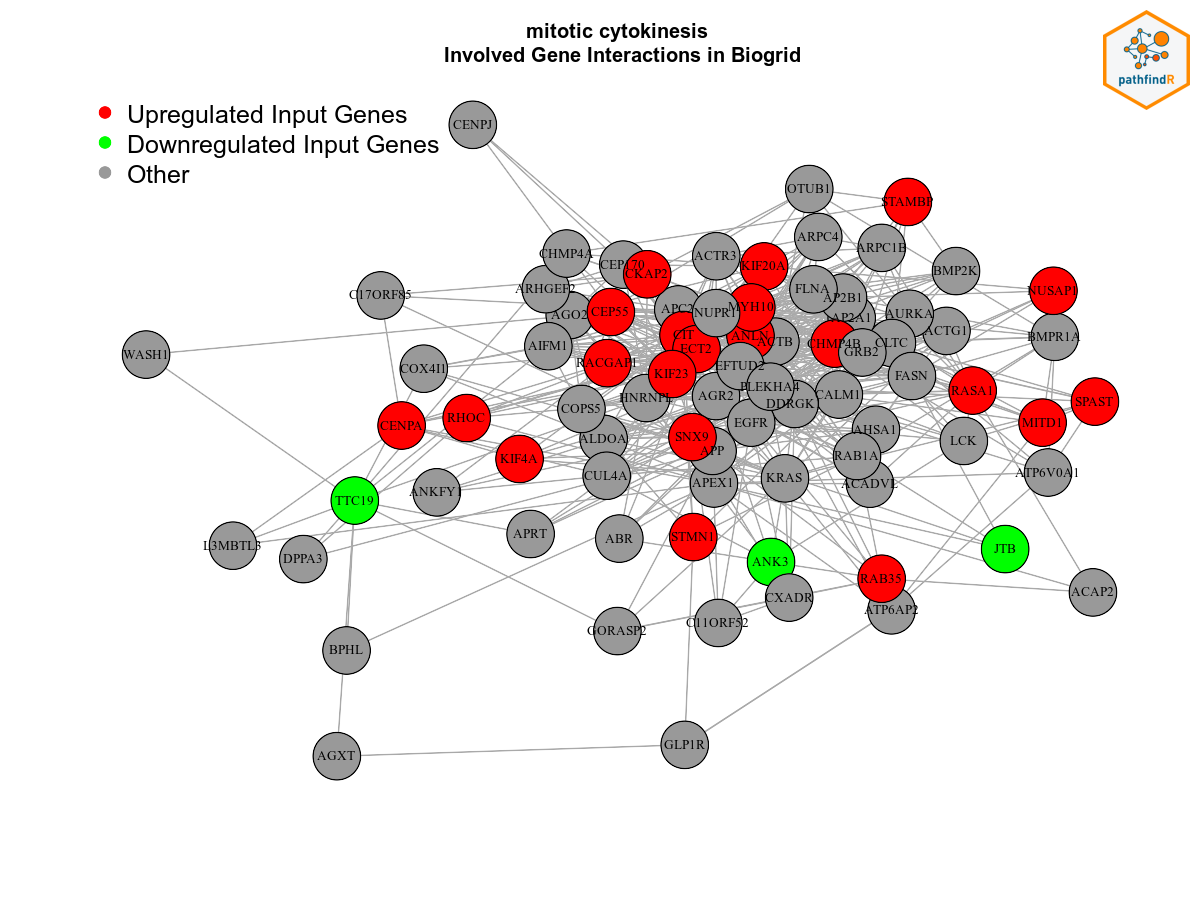 mitotic cytokinesis
Involved Gene Interactions in Biogrid
pathfindR
Upregulated Input Genes
Downregulated Input Genes
Other
CENPJ
OTUB1
STAMBP
ARPC4
ARPC1B
CHMP4A
ACTR3
CEP170
KIF20A
CKAP2
BMP2K
ARHGEF2
FLNA
NUSAP1
C17ORF85
AP2B1
MYH10
APC2
CEP55
NUPR1
AGO2
AP2A1
AURKA
ACTG1
CIT
ANLN
BMPR1A
ACTB
CHMP4B
CLTC
AIFM1
ECT2
GRB2
WASH1
RACGAP1
EFTUD2
COX4I1
KIF23
FASN
PLEKHA4
RASA1
CALM1
AGR2
HNRNPL
SPAST
DDRGK
COPS5
RHOC
EGFR
MITD1
CENPA
AHSA1
SNX9
ALDOA
LCK
APP
RAB1A
KIF4A
ATP6V0A1
CUL4A
KRAS
APEX1
ACADVL
ANKFY1
TTC19
APRT
STMN1
ABR
L3MBTL3
JTB
DPPA3
ANK3
RAB35
ACAP2
CXADR
ATP6AP2
C11ORF52
GORASP2
BPHL
GLP1R
AGXT